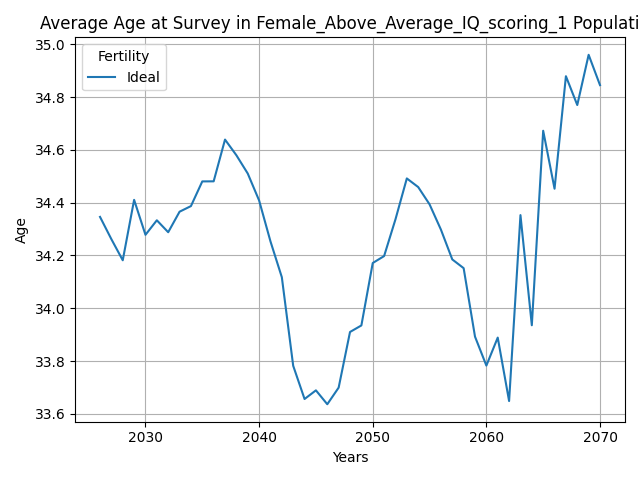 Average Age at Survey in Female_Above_Average_IQ_scoring_1 Populati
35.0
34.8
34.6
34.4
34.2
34.0
33.8
33.6
Age
Fertility
Ideal
2030 2040 2050 2060 2070
Years